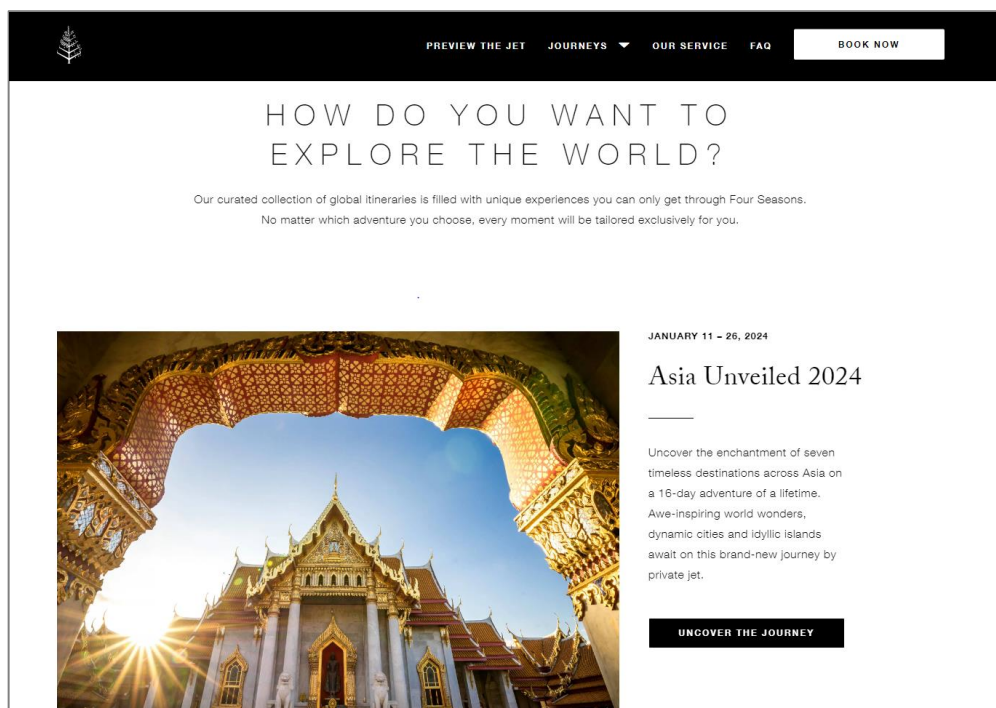 PREVIEW THE JET JOURNEYS OUR SERVICE FAQ BOOK NOW
HOW DO YOU WANT TO
EXPLORE THE WORLD?
Our curated collection of global itineraries is filled with unique experiences you can only get through Four Seasons.
No matter which adventure you choose, every moment will be tailored exclusively for you.
.
JANUARY 11 – 26, 2024
Asia Unveiled 2024
Uncover the enchantment of seven
timeless destinations across Asia on
a 16-day adventure of a lifetime.
Awe-inspiring world wonders,
dynamic cities and idyllic islands
await on this brand-new journey by
private jet.
UNCOVER THE JOURNEY